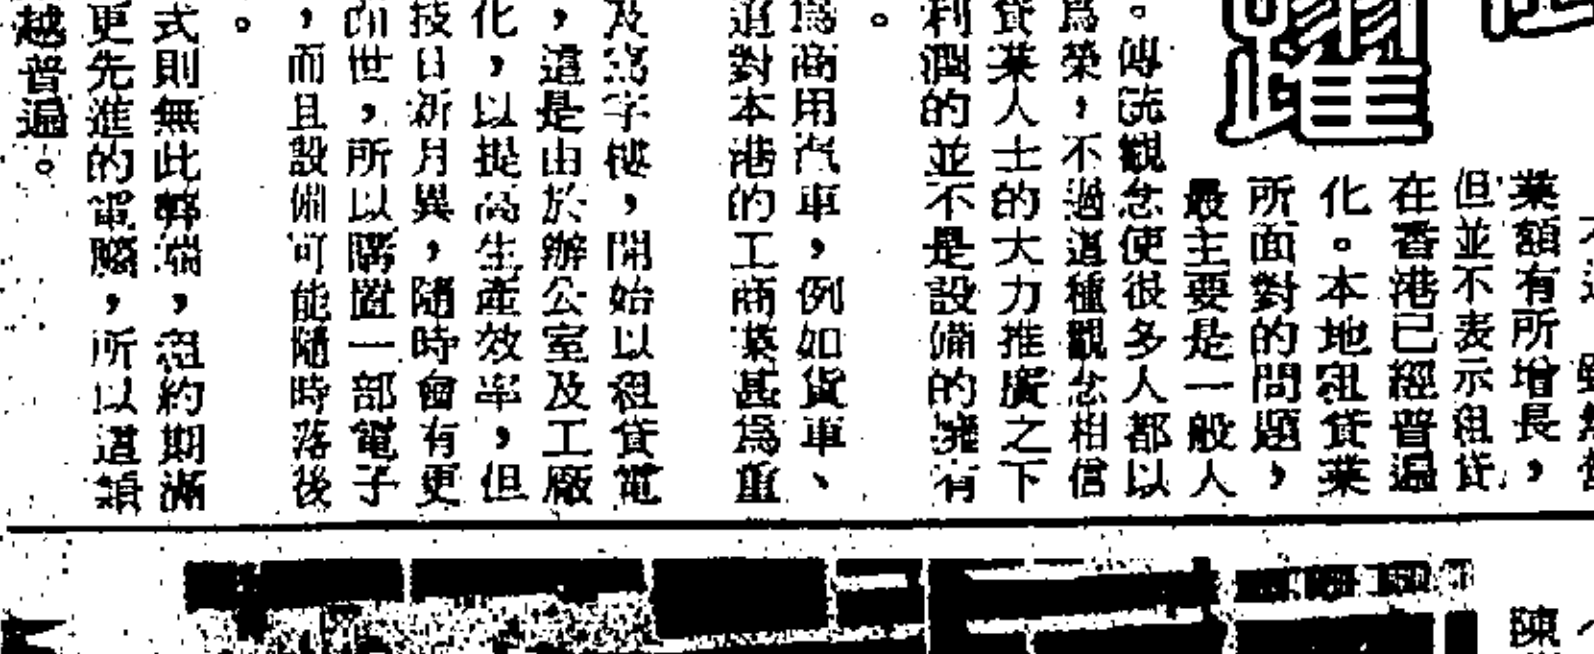 躍
業額有所增長，
但並不表示租貸
在香港已經普遍
化。本地租貸業
所面對的問題，
最主要是一般人
。傳統觀念使很多人都以
爲榮，不過這種觀念相信
貸業人士的大力推廣之下
利潤的並不是設備的擁有
。
爲商用汽車，例如貨車、
道對本港的工商業甚爲重
及寫字樓，開始以租貸電
，這是由於辦公室及工廠
化，以提高生產效率，但
技日新月異，隨時會有更
面世，所以購置一部電子
，而且設備可能隨時落後
。
式則無此弊端，租約期滿
更先進的電腦，所以這類
越普遍。
陳